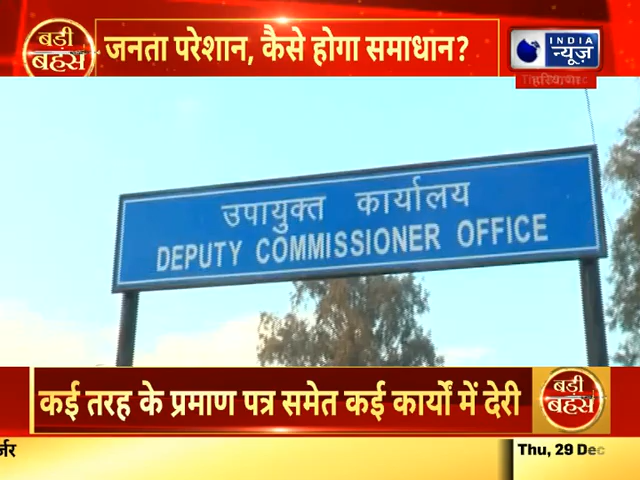 बड़ी
बहस
जनता परेशान, कैसे होगा समाधान?
INDIA
न्यूज़
हरियाणा
उपायुक्त कार्यालय
DEPUTY COMMISSIONER OFFICE
कई तरह के प्रमाण पत्र समेत कई कार्यों में देरी
बड़ी
बहस
Thu, 29 Dec